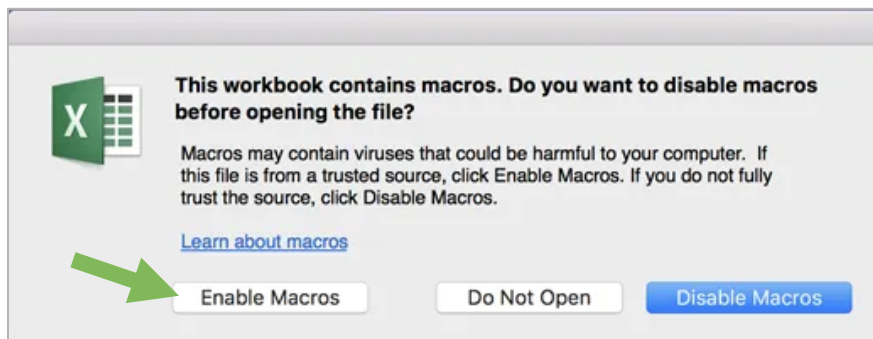 This workbook contains macros. Do you want to disable macros
before opening the file?
Macros may contain viruses that could be harmful to your computer.  If
this file is from a trusted source, click Enable Macros. If you do not fully
trust the source, click Disable Macros.
Learn about macros
Enable Macros
Do Not Open
Disable Macros